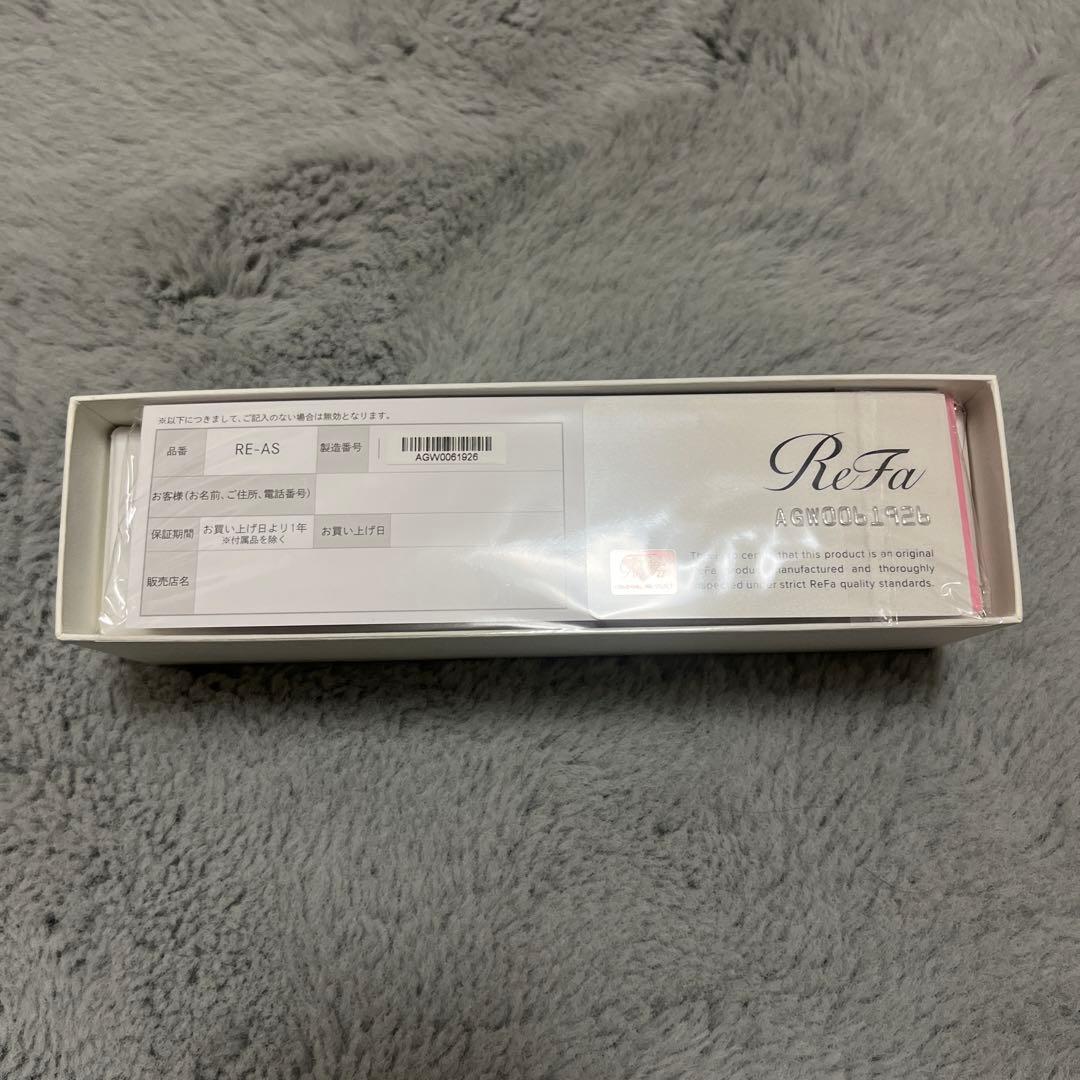 ※以下につきまして、ご記入のない場合は無効となります。
品番 RE-AS 製造番号 AGW0061926
お客様（お名前、ご住所、電話番号）
保証期間 お買い上げ日より1年 お買い上げ日
※付属品を除く
販売店名
ReFa
AGW0061926
This is to certify that this product is an original
ReFa product manufactured and thoroughly
inspected under strict ReFa quality standards.
ReFa